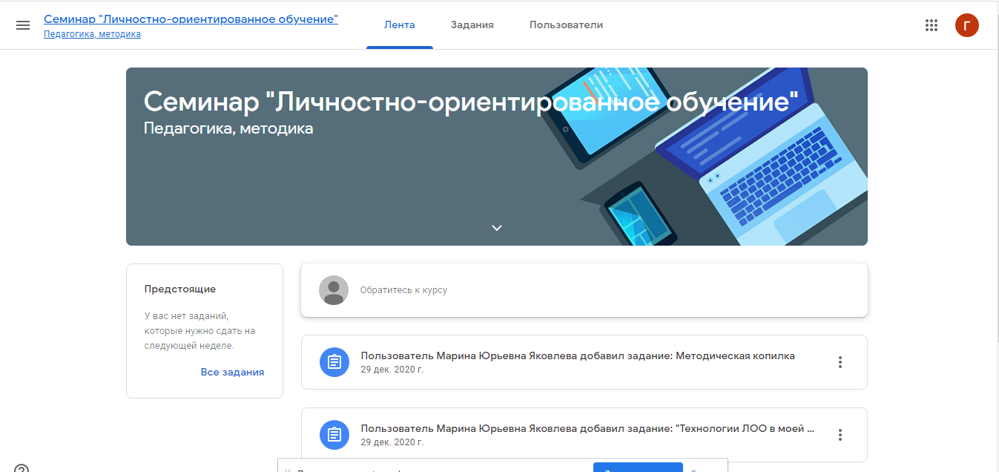 Семинар "Личностно-ориентированное обучение"
Педагогика, методика
Лента
Задания
Пользователи
Г
Семинар "Личностно-ориентированное обучение"
Педагогика, методика
Предстоящие
У вас нет заданий,
которые нужно сдать на
следующей неделе.
Все задания
Обратитесь к курсу
Пользователь Марина Юрьевна Яковлева добавил задание: Методическая копилка
29 дек. 2020 г.
Пользователь Марина Юрьевна Яковлева добавил задание: "Технологии ЛОО в моей ...
29 дек. 2020 г.